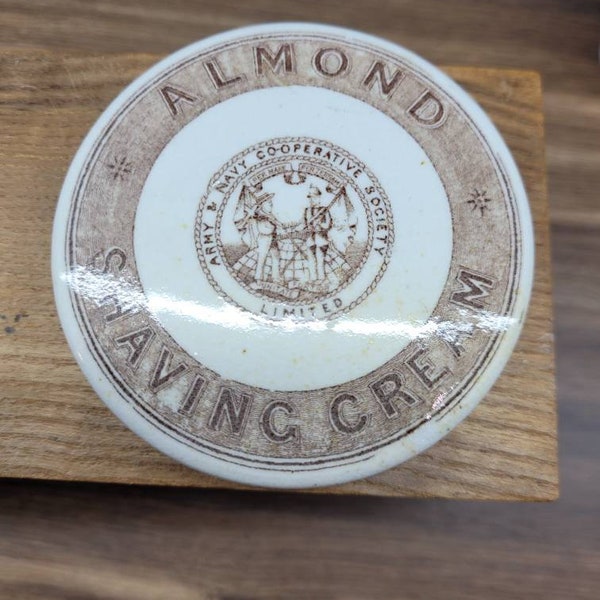 ALMOND
ARMY & NAVY CO-OPERATIVE SOCIETY
LIMITED
SHAVING CREAM